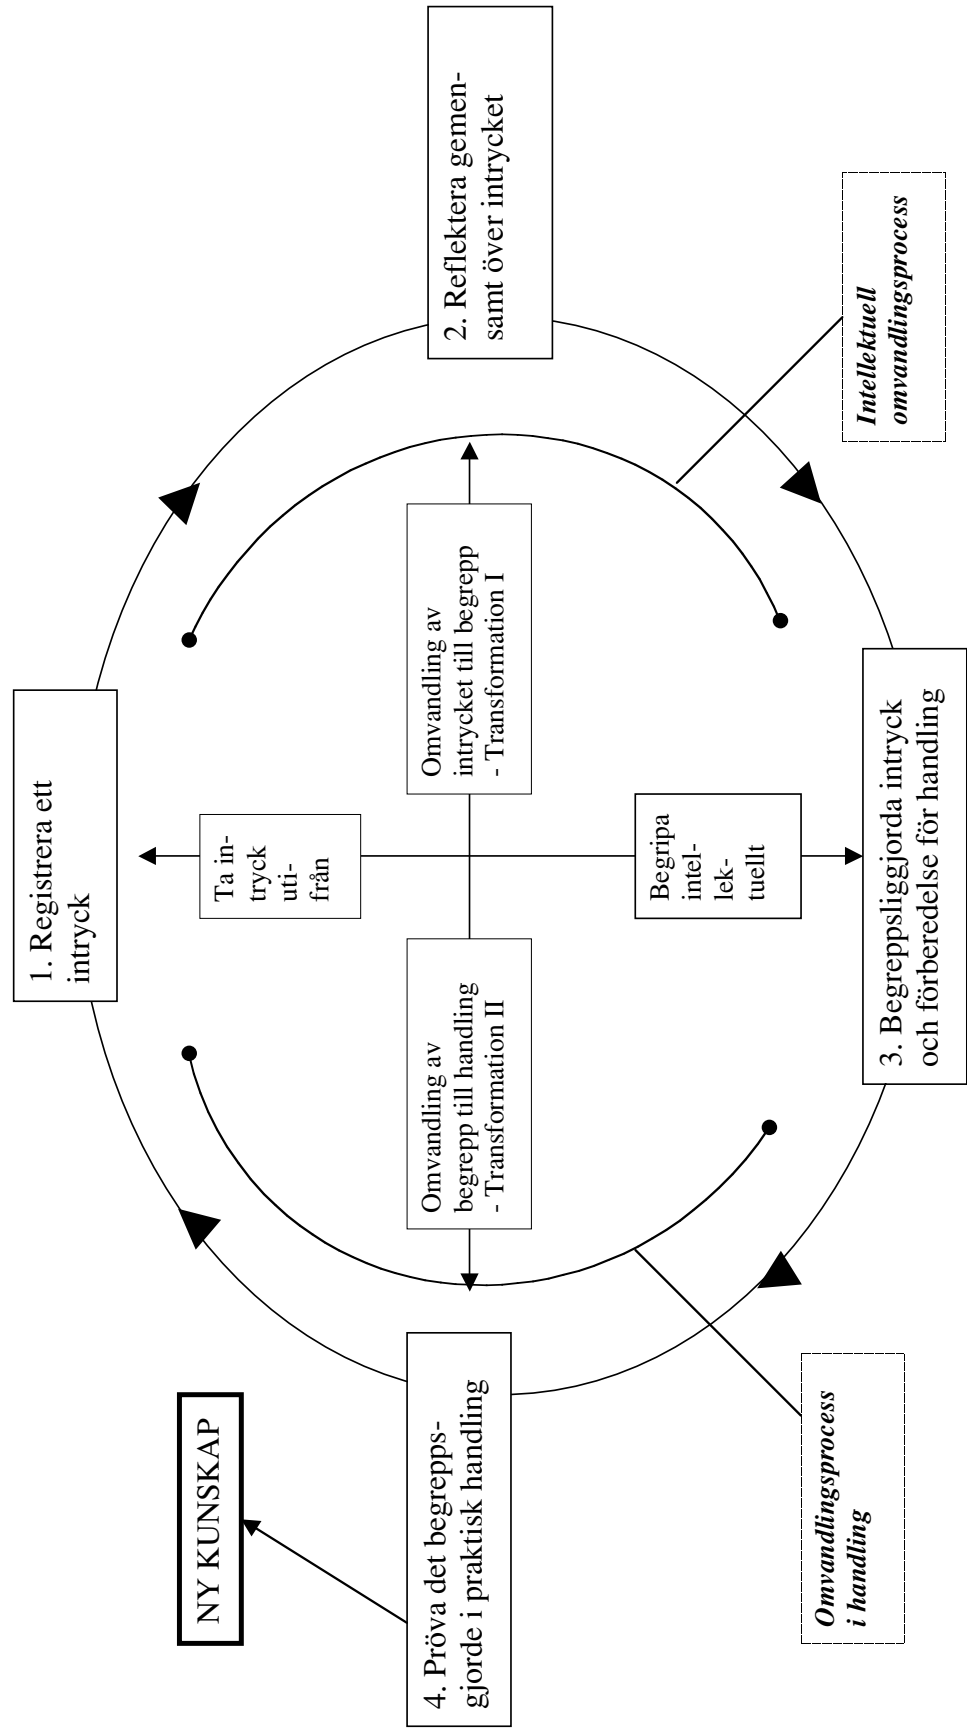 1. Registrera ett
intryck
NY KUNSKAP
Ta in-
tryck
uti-
från
4. Pröva det begrepps-
gjorde i praktisk handling
Omvandling av
begrepp till handling
- Transformation II
Omvandling av
intrycket till begrepp
- Transformation I
2. Reflektera gemen-
samt över intrycket
Begripa
intel-
lek-
tuellt
Omvandlingsprocess
i handling
3. Begreppsliggjorda intryck
och förberedelse för handling
Intellektuell
omvandlingsprocess